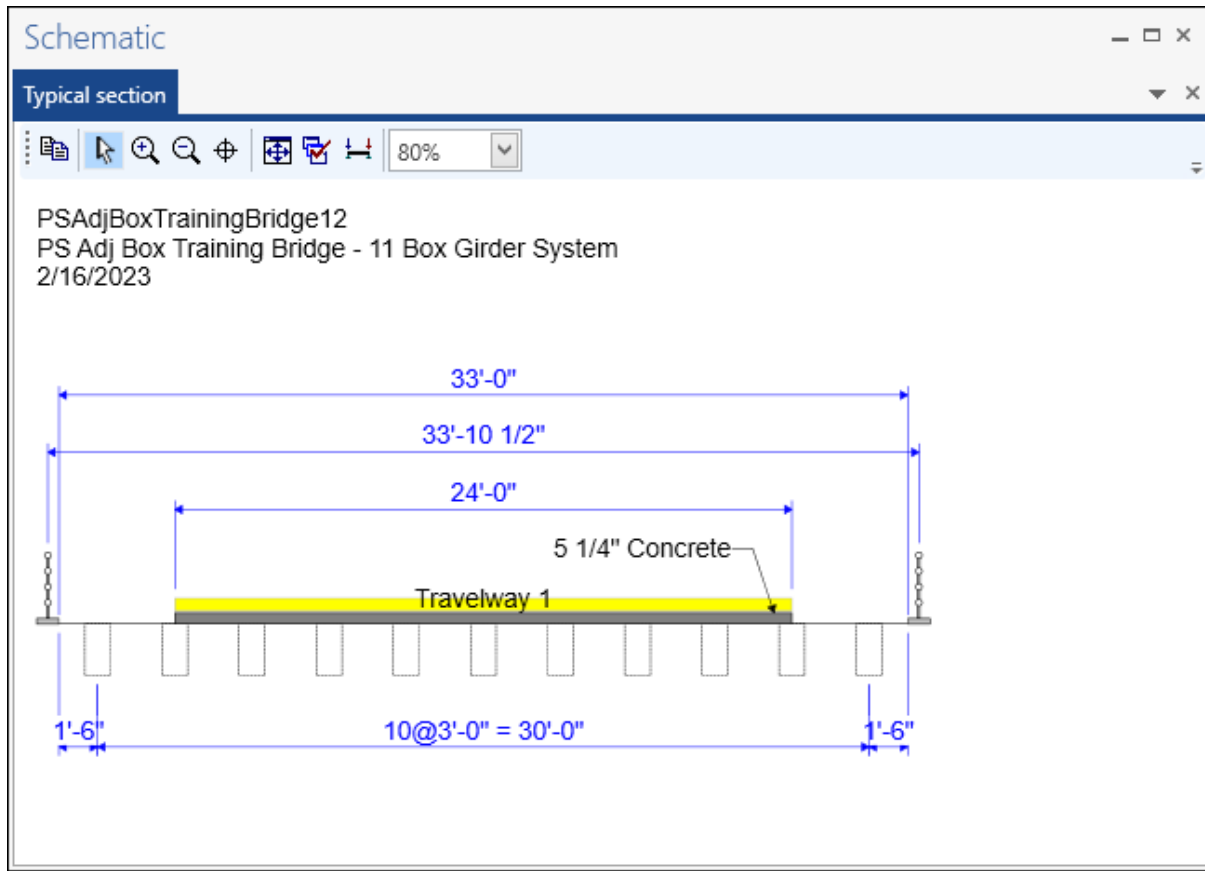 Schematic
Typical section
80%
PSAdjBoxTrainingBridge12
PS Adj Box Training Bridge - 11 Box Girder System
2/16/2023
33'-0"
33'-10 1/2"
24'-0"
5 1/4" Concrete
Travelway 1
1'-6" 10@3'-0" = 30'-0" 1'-6"